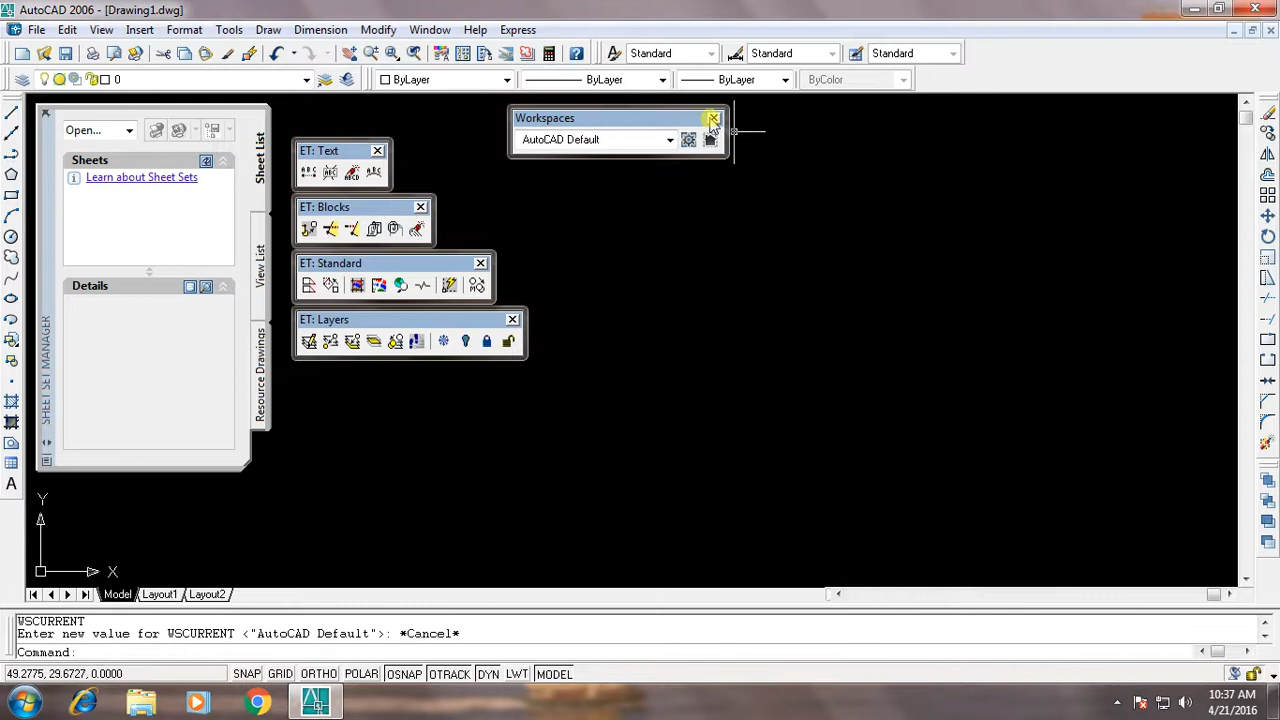 AutoCAD 2006 - [Drawing1.dwg]
File Edit View Insert Format Tools Draw Dimension Modify Window Help Express
Standard Standard Standard
0 ByLayer ByLayer ByLayer ByColor
Workspaces
AutoCAD Default
Open...
Sheets
Learn about Sheet Sets
Details
Sheet List
View List
Resource Drawings
SHEET SET MANAGER
ET: Text
ET: Blocks
ET: Standard
ET: Layers
Y
X
Model Layout1 Layout2
WSCURRENT
Enter new value for WSCURRENT <"AutoCAD Default">: *Cancel*
Command:
49.2775, 29.6727, 0.0000 SNAP GRID ORTHO POLAR OSNAP OTRACK DYN LWT MODEL
10:37 AM
4/21/2016